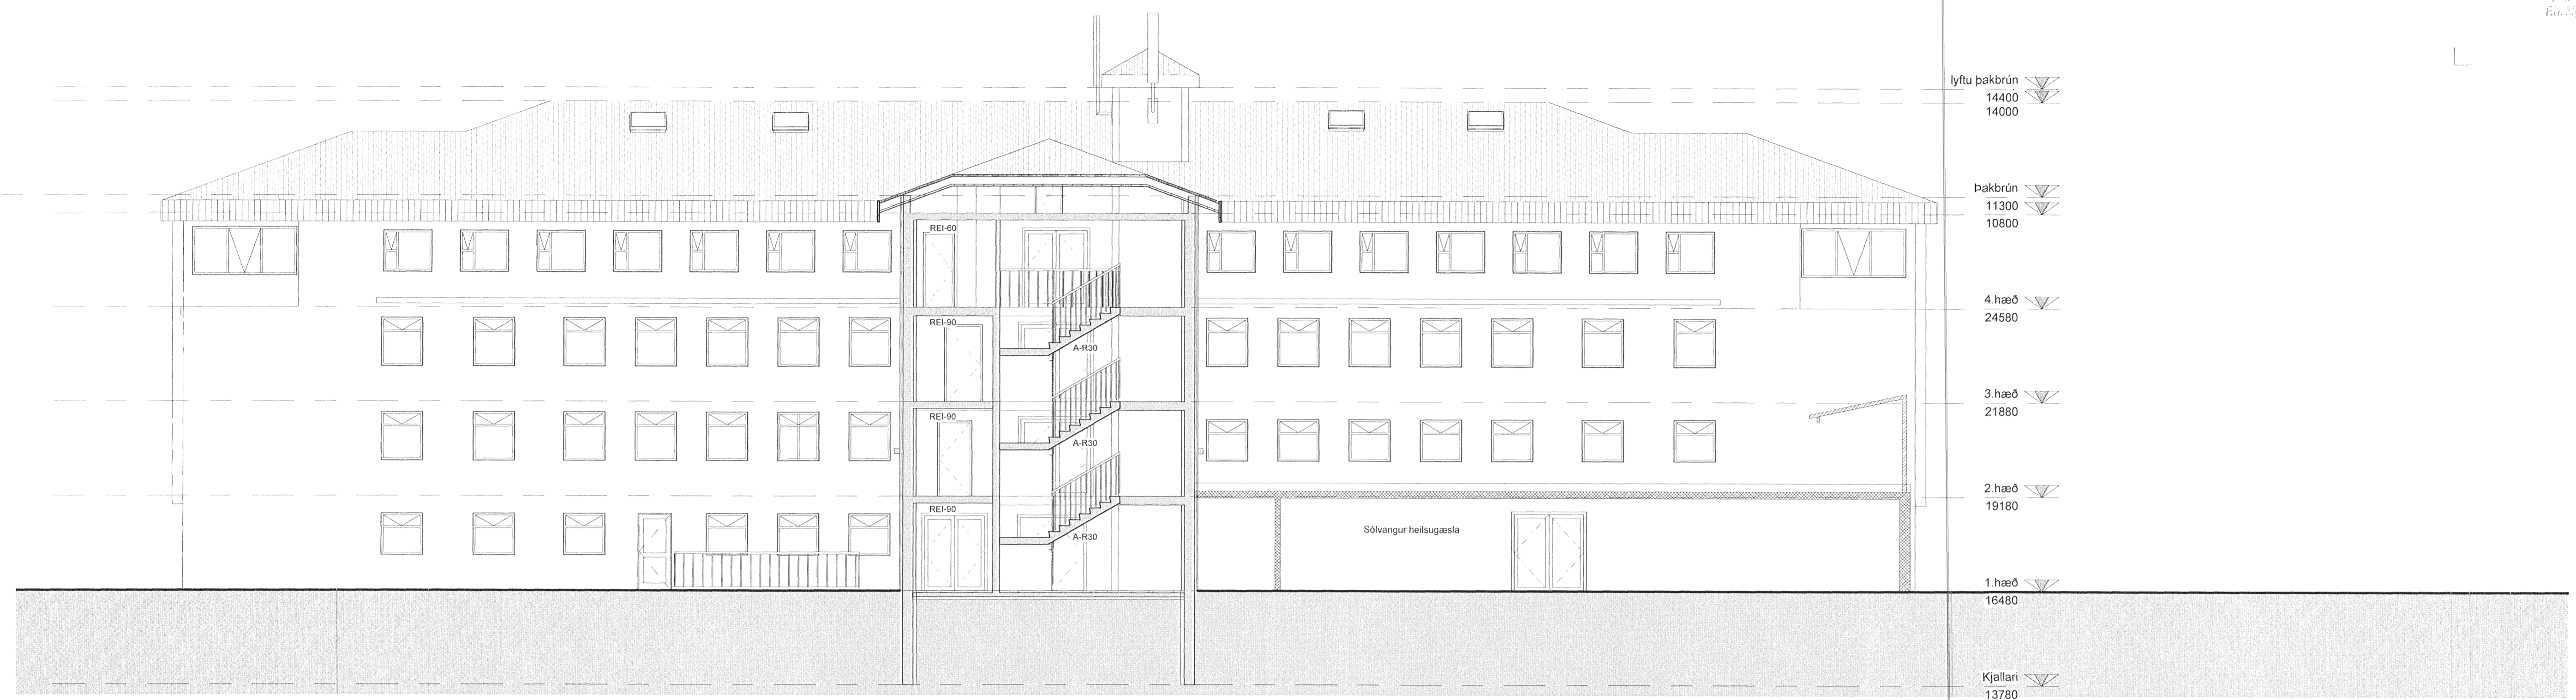 lyftu þakbrún
14400
14000
Þakbrún
11300
10800
REI-60
4.hæð
24580
REI-90
A-R30
3.hæð
21880
REI-90
A-R30
2.hæð
19180
REI-90
Sólvangur heilsugæsla
A-R30
1.hæð
16480
Kjallari
13780